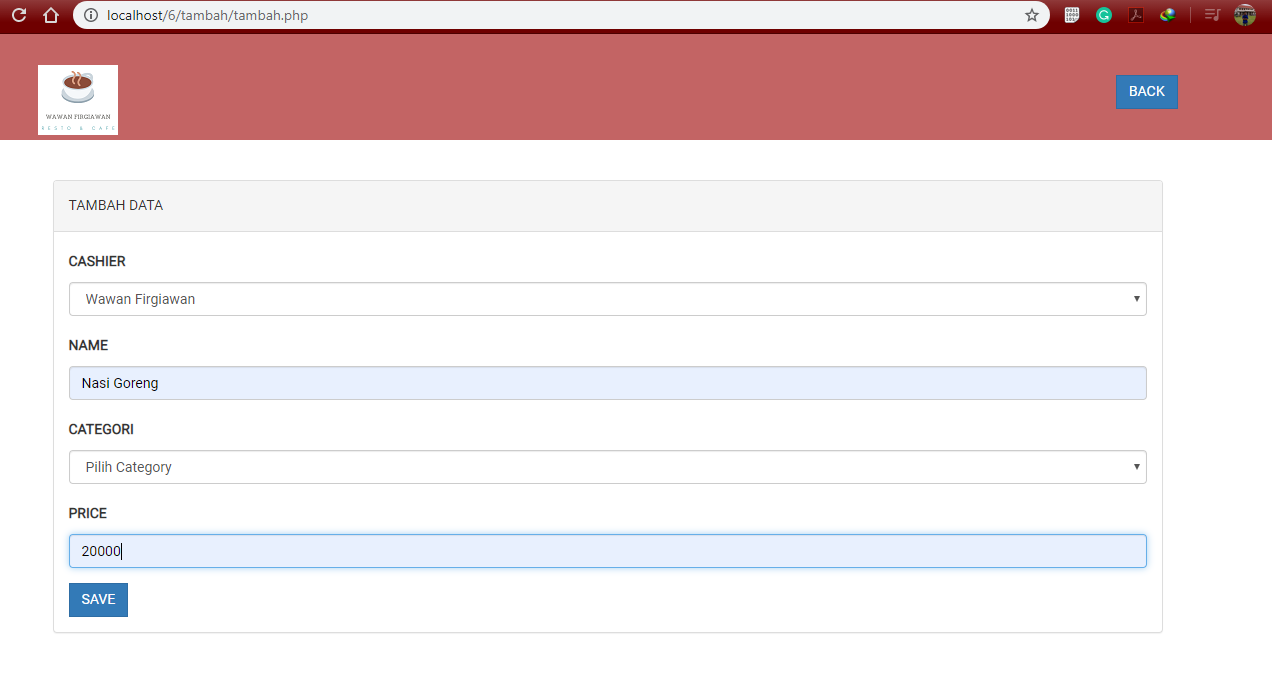 localhost/6/tambah/tambah.php
WAWAN FIRGIAWAN
RESTO & CAFE
BACK
TAMBAH DATA
CASHIER
Wawan Firgiawan
NAME
Nasi Goreng
CATEGORI
Pilih Category
PRICE
20000
SAVE